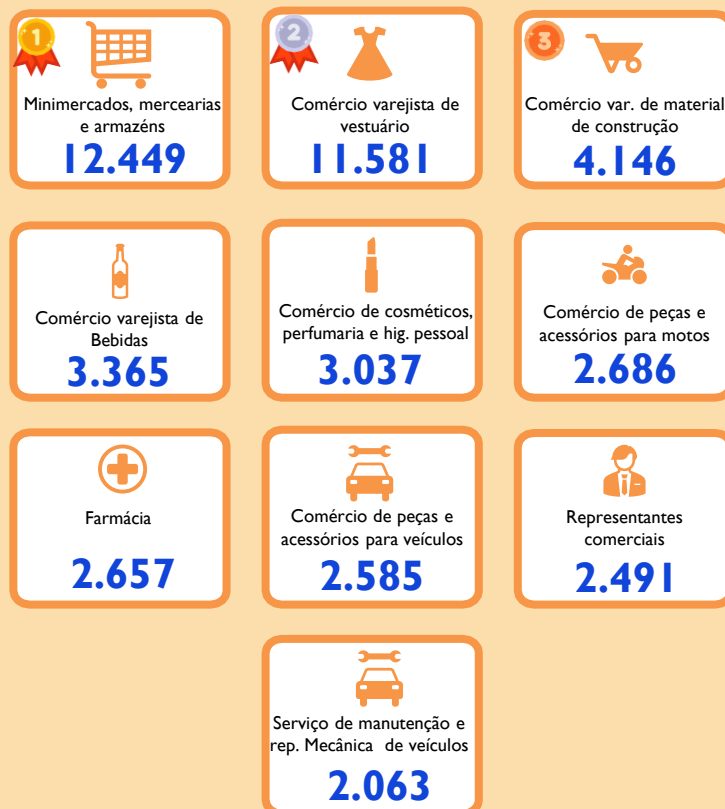 1
Minimercados, mercearias
e armazéns
12.449
2
Comércio varejista de
vestuário
11.581
3
Comércio var. de material
de construção
4.146
Comércio varejista de
Bebidas
3.365
Comércio de cosméticos,
perfumaria e hig. pessoal
3.037
Comércio de peças e
acessórios para motos
2.686
Farmácia
2.657
Comércio de peças e
acessórios para veículos
2.585
Representantes
comerciais
2.491
Serviço de manutenção e
rep. Mecânica de veículos
2.063